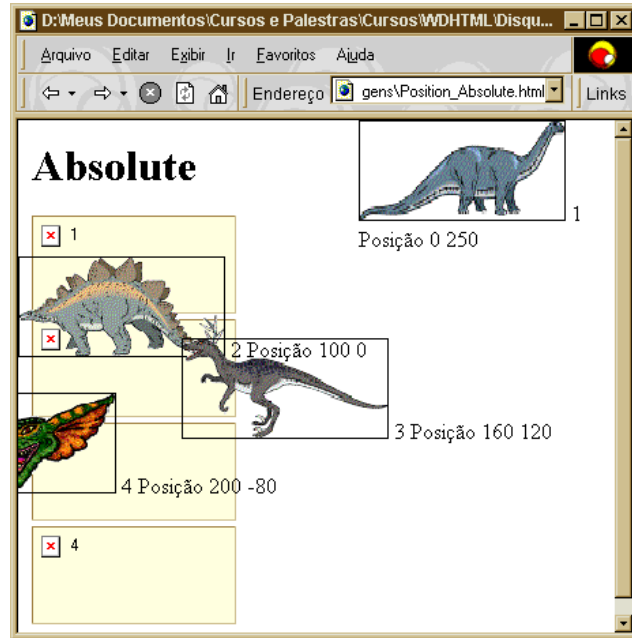 D:\Meus Documentos\Cursos e Palestras\Cursos\WDHTML\Disqu...
Arquivo Editar Exibir Ir Favoritos Ajuda
Endereço gens\Position_Absolute.html Links
Absolute
1
Posição 0 250
1
2 Posição 100 0
3 Posição 160 120
4 Posição 200 -80
4